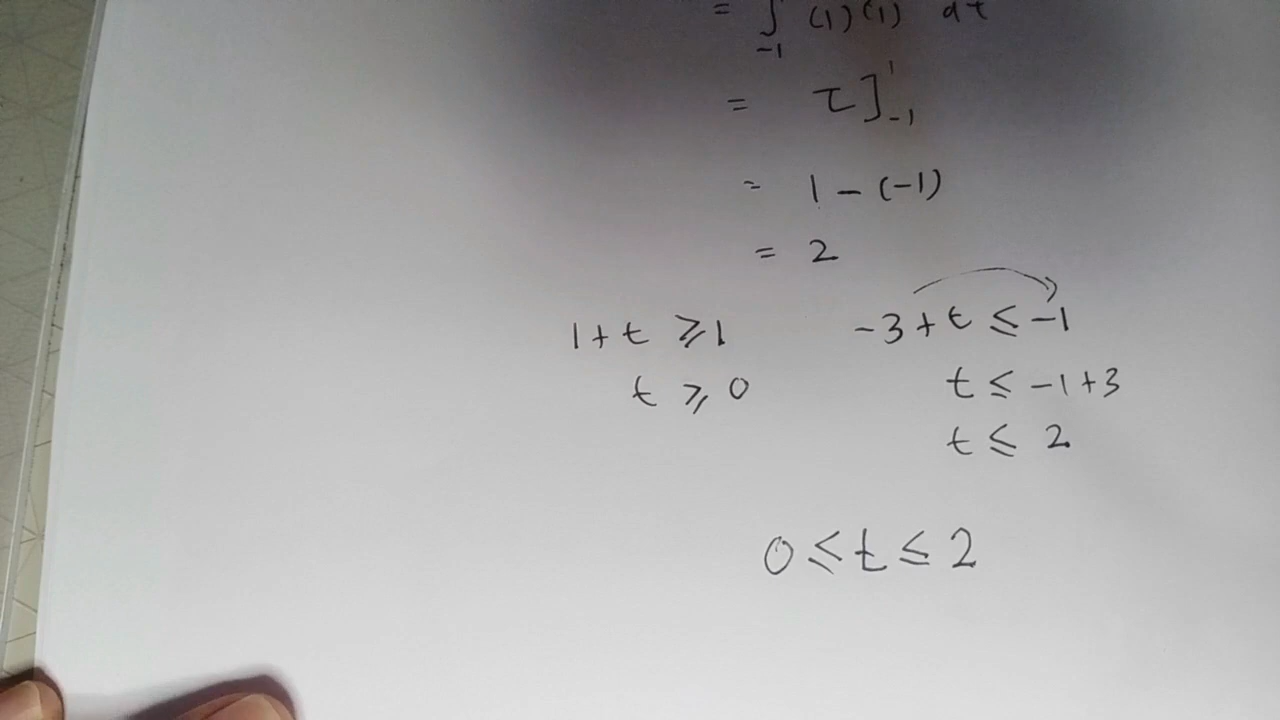 = ∫₋₁ (1)(1) dτ
= τ]₋₁¹
= 1 – (-1)
= 2
1 + t ≥ 1
t ≥ 0
-3 + t ≤ -1
t ≤ -1+3
t ≤ 2
0 ≤ t ≤ 2